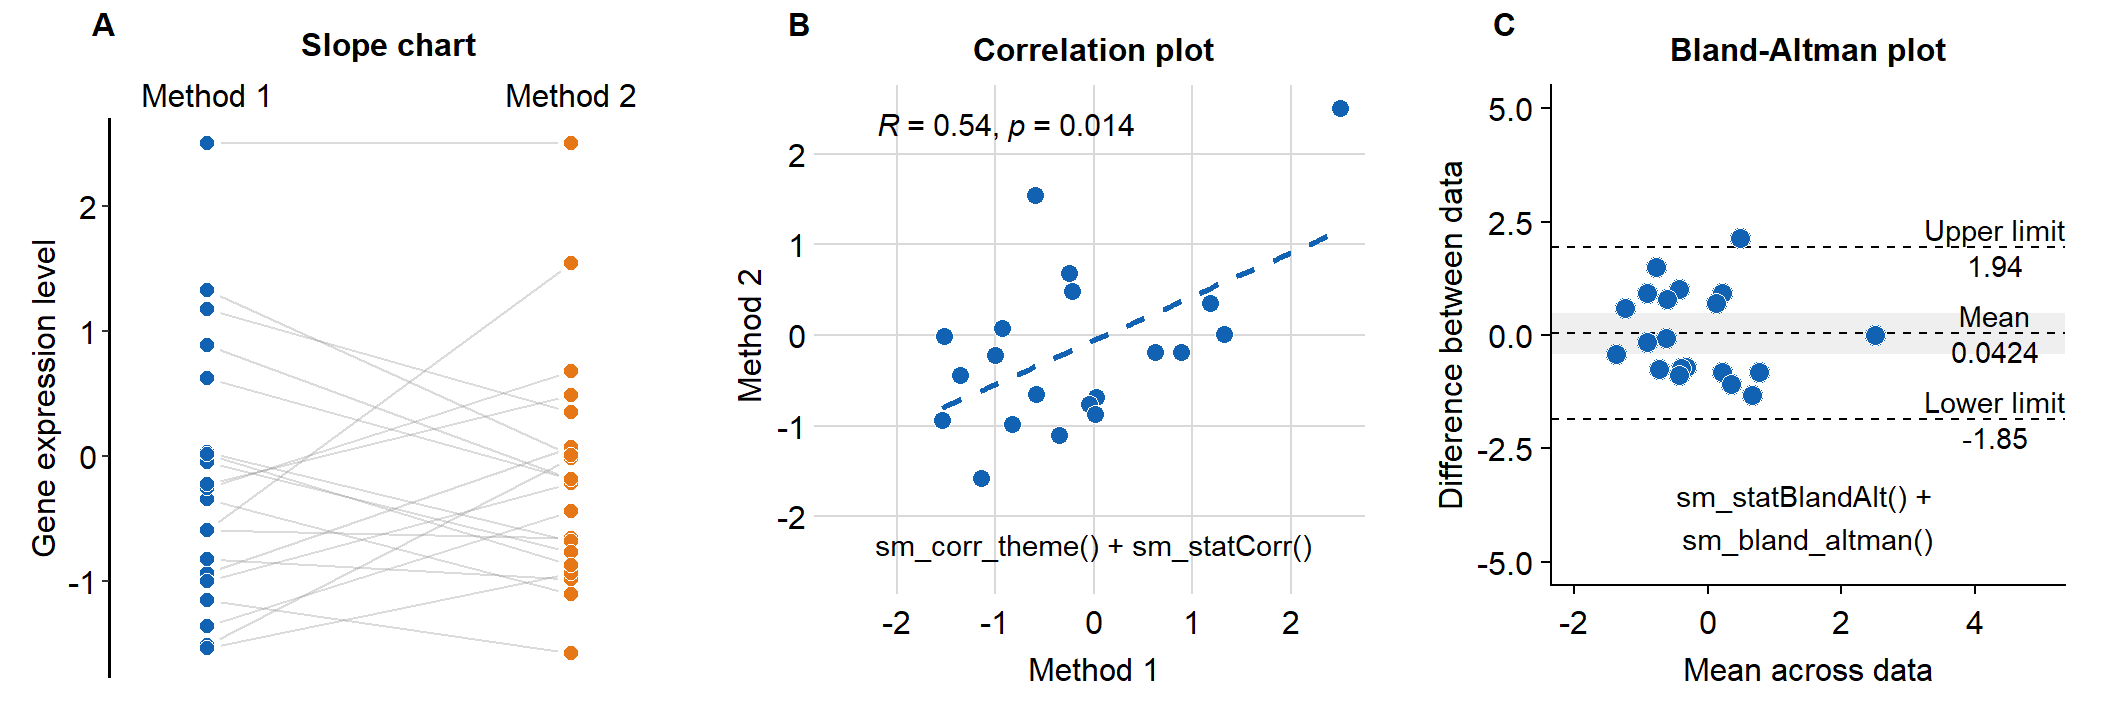 A
Slope chart
Method 1
Method 2
Gene expression level
2
1
0
-1
B
Correlation plot
R = 0.54, p = 0.014
Method 2
2
1
0
-1
-2
sm_corr_theme() + sm_statCorr()
-2
-1
0
1
2
Method 1
C
Bland-Altman plot
Difference between data
5.0
2.5
0.0
-2.5
-5.0
Upper limit
1.94
Mean
0.0424
Lower limit
-1.85
sm_statBlandAlt() +
sm_bland_altman()
-2
0
2
4
Mean across data